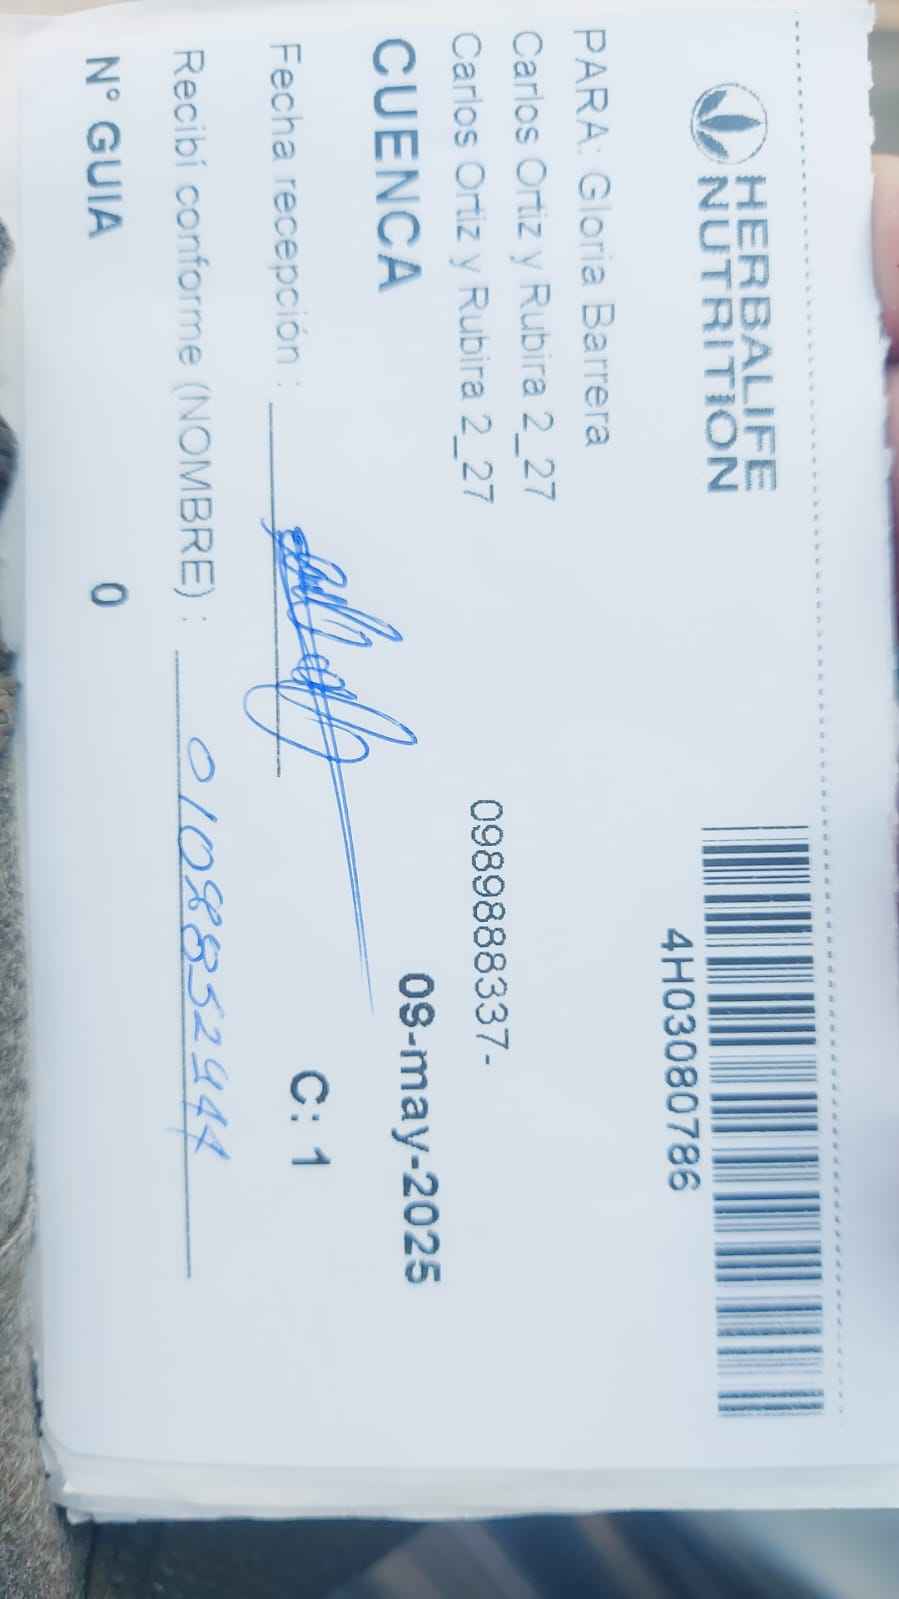 HERBALIFE
NUTRITION
4H03080786
PARA: Gloria Barrera
Carlos Ortiz y Rubira 2_27
Carlos Ortiz y Rubira 2_27
0989888337-
CUENCA
09-may-2025
Fecha recepción :
C: 1
Recibí conforme (NOMBRE) :
N° GUIA 0